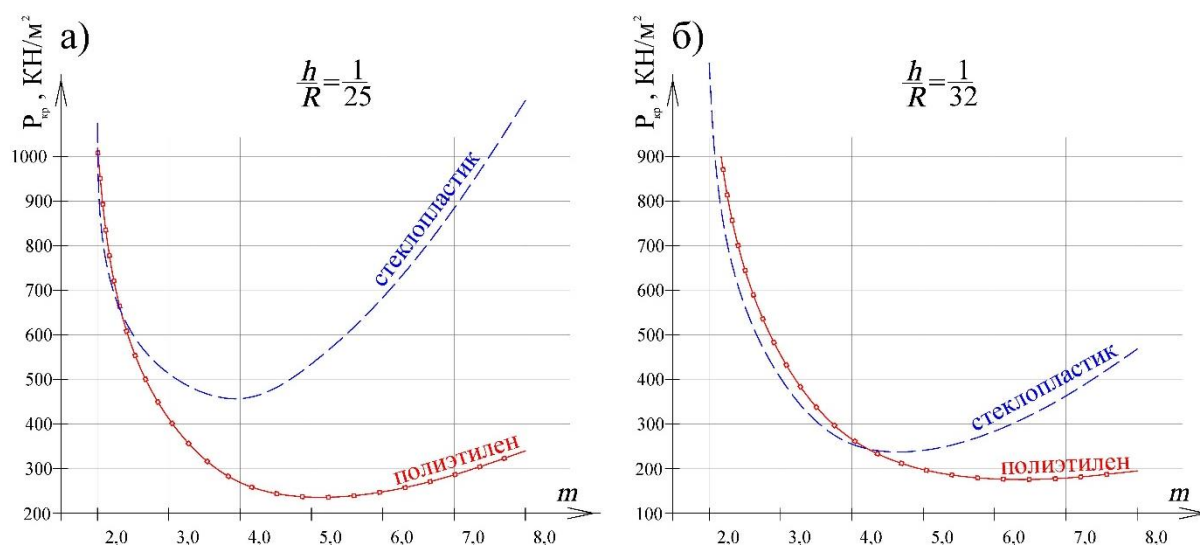 а)
Pкр , КН/м²
h/R = 1/25
1000
900
800
700
600
500
400
300
200
стеклопластик
полиэтилен
m
2,0 3,0 4,0 5,0 6,0 7,0 8,0
б)
Pкр , КН/м²
h/R = 1/32
900
800
700
600
500
400
300
200
100
стеклопластик
полиэтилен
m
2,0 3,0 4,0 5,0 6,0 7,0 8,0